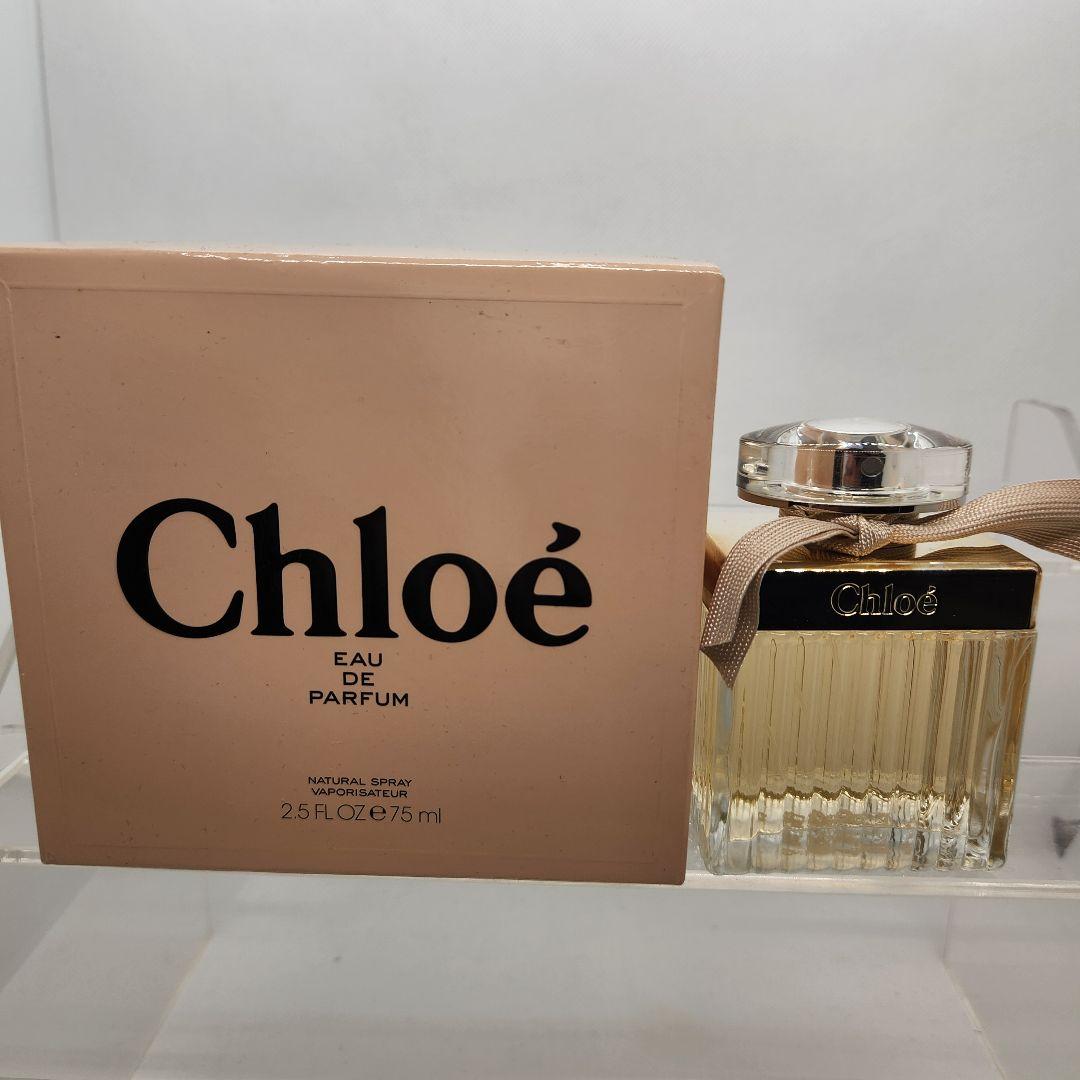 Chloé
EAU
DE
PARFUM
NATURAL SPRAY
VAPORISATEUR
2.5 FL OZ ℮ 75 ml
Chloé